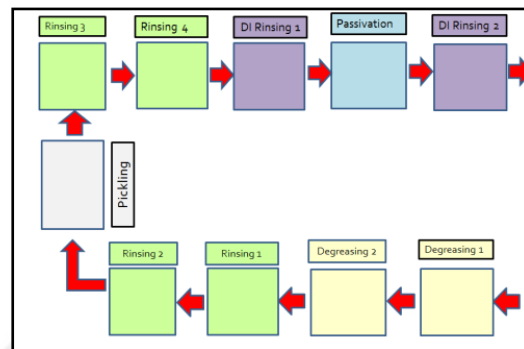 Rinsing 3
Rinsing 4
DI Rinsing 1
Passivation
DI Rinsing 2
Pickling
Rinsing 2
Rinsing 1
Degreasing 2
Degreasing 1